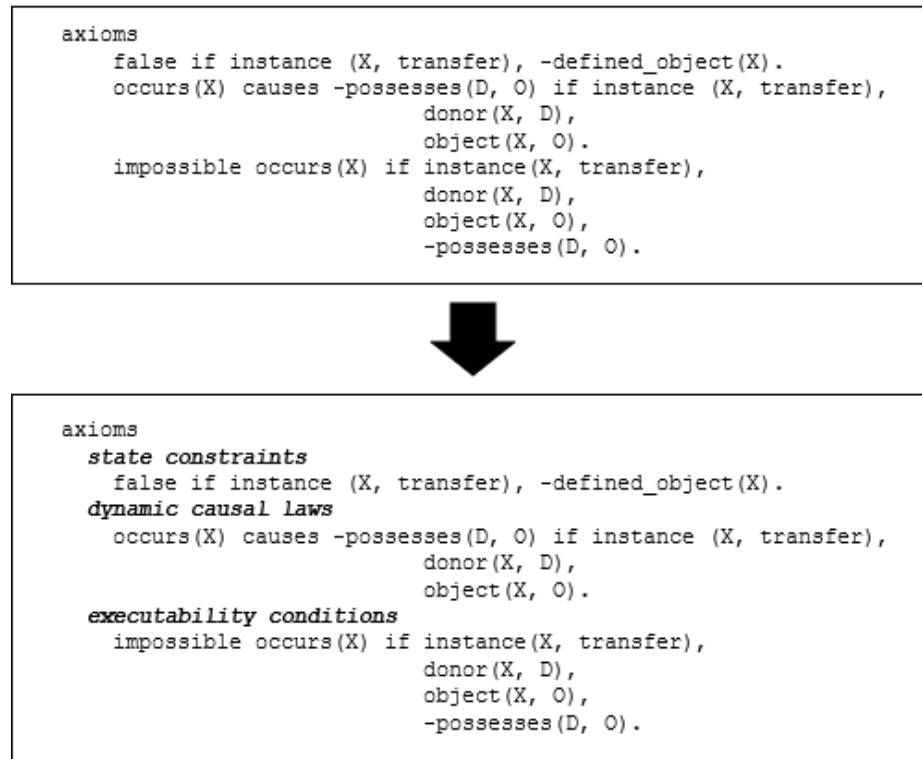 axioms
false if instance (X, transfer), -defined_object(X).
occurs(X) causes -possesses(D, O) if instance (X, transfer),
donor(X, D),
object(X, O).
impossible occurs(X) if instance(X, transfer),
donor(X, D),
object(X, O),
-possesses(D, O).
axioms
state constraints
false if instance (X, transfer), -defined_object(X).
dynamic causal laws
occurs(X) causes -possesses(D, O) if instance (X, transfer),
donor(X, D),
object(X, O).
executability conditions
impossible occurs(X) if instance(X, transfer),
donor(X, D),
object(X, O),
-possesses(D, O).